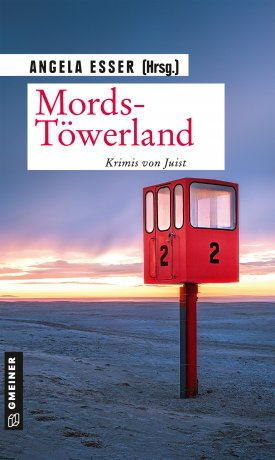 ANGELA ESSER (Hrsg.)
Mords-
Töwerland
Krimis von Juist
2
2
GMEINER